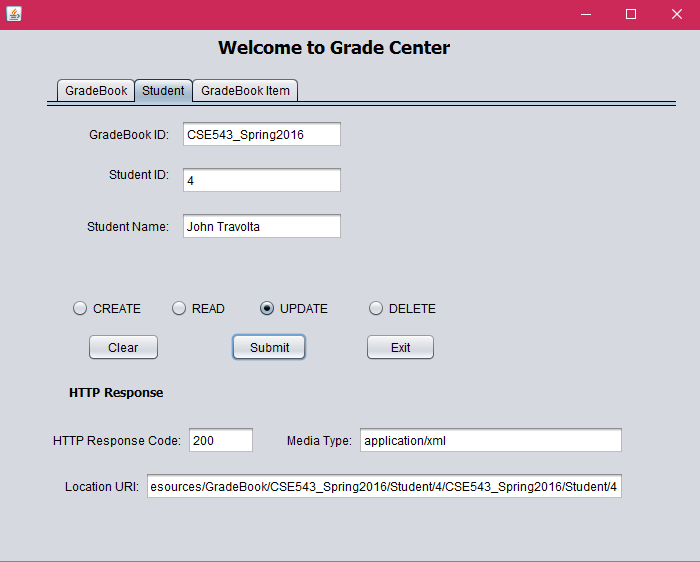 Welcome to Grade Center
GradeBook Student GradeBook Item
GradeBook ID: CSE543_Spring2016
Student ID: 4
Student Name: John Travolta
CREATE READ UPDATE DELETE
Clear Submit Exit
HTTP Response
HTTP Response Code: 200 Media Type: application/xml
Location URI: esources/GradeBook/CSE543_Spring2016/Student/4/CSE543_Spring2016/Student/4